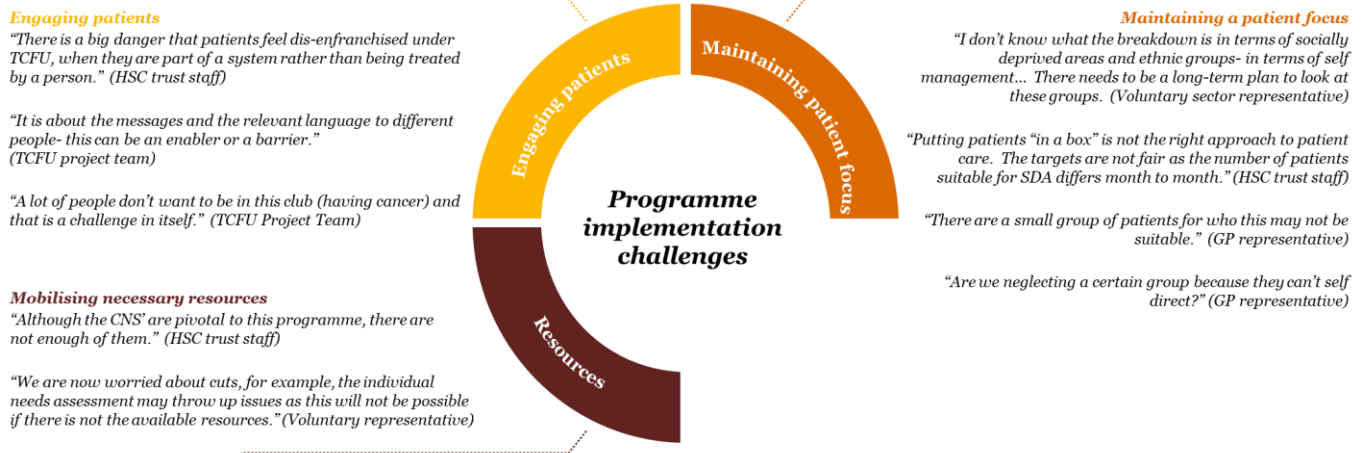 Engaging patients
“There is a big danger that patients feel dis-enfranchised under
TCFU, when they are part of a system rather than being treated
by a person.” (HSC trust staff)
“It is about the messages and the relevant language to different
people- this can be an enabler or a barrier.”
(TCFU project team)
“A lot of people don’t want to be in this club (having cancer) and
that is a challenge in itself.” (TCFU Project Team)
Mobilising necessary resources
“Although the CNS’ are pivotal to this programme, there are
not enough of them.” (HSC trust staff)
“We are now worried about cuts, for example, the individual
needs assessment may throw up issues as this will not be possible
if there is not the available resources.” (Voluntary representative)
Engaging patients
Maintaining patient focus
Resources
Programme
implementation
challenges
Maintaining a patient focus
“I don’t know what the breakdown is in terms of socially
deprived areas and ethnic groups- in terms of self
management... There needs to be a long-term plan to look at
these groups. (Voluntary sector representative)
“Putting patients “in a box” is not the right approach to patient
care. The targets are not fair as the number of patients
suitable for SDA differs month to month.” (HSC trust staff)
“There are a small group of patients for who this may not be
suitable.” (GP representative)
“Are we neglecting a certain group because they can’t self
direct?” (GP representative)